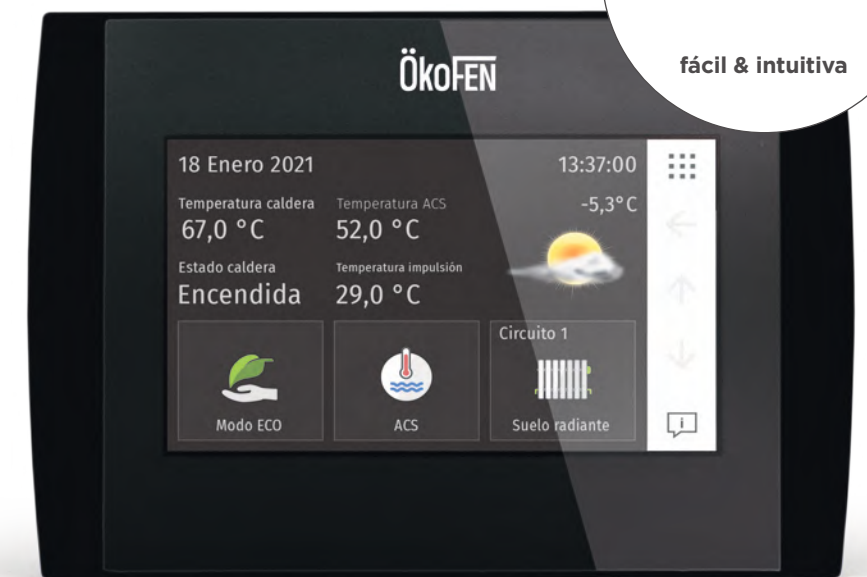 ÖkoFEN
fácil & intuitiva
18 Enero 2021
13:37:00
Temperatura caldera
67,0 °C
Temperatura ACS
52,0 °C
-5,3°C
Estado caldera
Encendida
Temperatura impulsión
29,0 °C
Modo ECO
ACS
Circuito 1
Suelo radiante
i